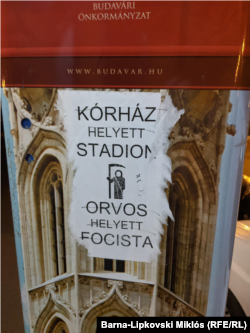 BUDAVÁRI
ÖNKORMÁNYZAT
WWW.BUDAVAR.HU
KÓRHÁZ
HELYETT
STADION
ORVOS
HELYETT
FOCISTA
Barna-Lipkovski Miklós (RFE/RL)